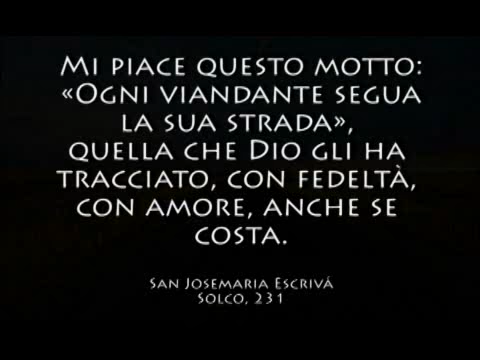 Mi piace questo motto:
«Ogni viandante segua
la sua strada»,
quella che Dio gli ha
tracciato, con fedeltà,
con amore, anche se
costa.
San Josemaria Escrivá
Solco, 231